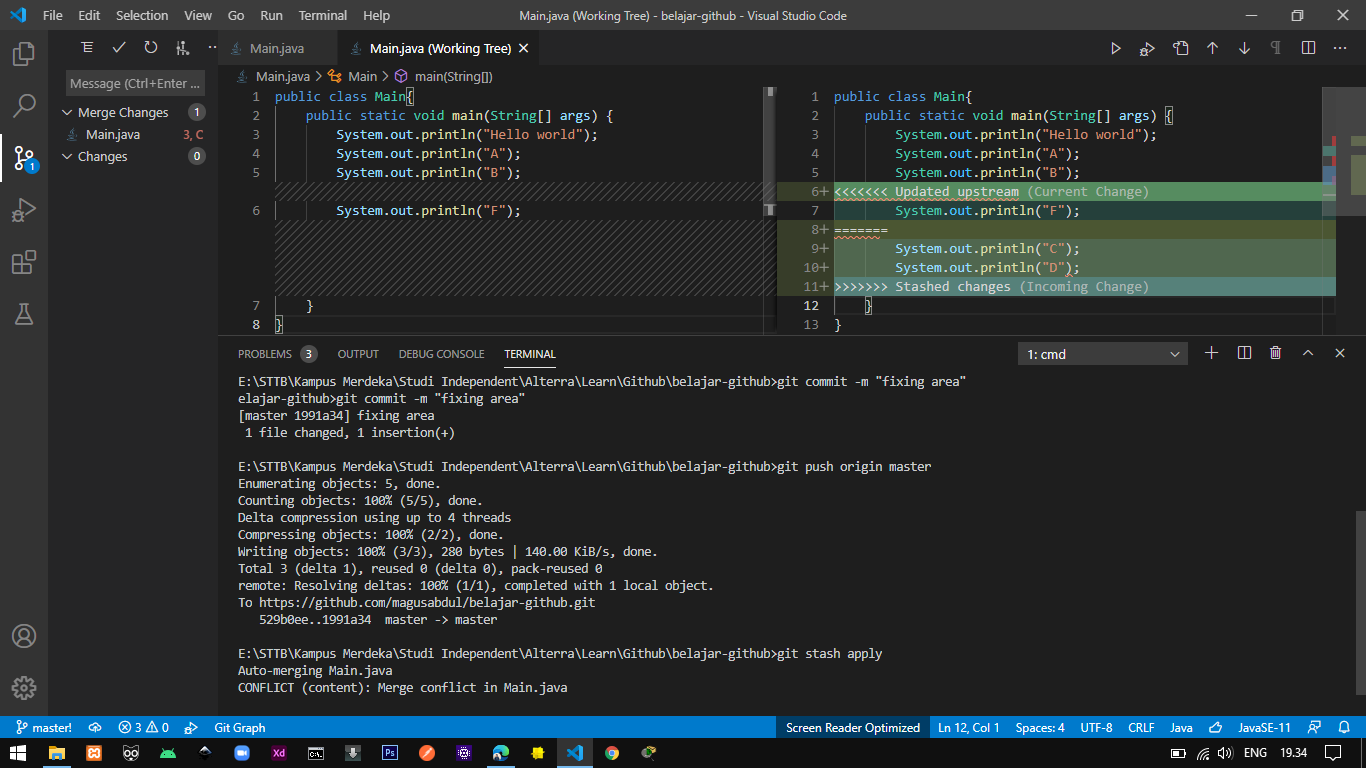 File Edit Selection View Go Run Terminal Help
Main.java (Working Tree) - belajar-github - Visual Studio Code
Main.java
Main.java (Working Tree)
Message (Ctrl+Enter ...
Merge Changes 1
Main.java 3, C
Changes 0
1
Main.java > Main > main(String[])
1 public class Main{
2 public static void main(String[] args) {
3 System.out.println("Hello world");
4 System.out.println("A");
5 System.out.println("B");
6 System.out.println("F");
7 }
8 }
1 public class Main{
2 public static void main(String[] args) {
3 System.out.println("Hello world");
4 System.out.println("A");
5 System.out.println("B");
6+ <<<<<<< Updated upstream (Current Change)
7 System.out.println("F");
8+ =======
9+ System.out.println("C");
10+ System.out.println("D");
11+ >>>>>>> Stashed changes (Incoming Change)
12 }
13 }
PROBLEMS 3 OUTPUT DEBUG CONSOLE TERMINAL
1: cmd
E:\STTB\Kampus Merdeka\Studi Independent\Alterra\Learn\Github\belajar-github>git commit -m "fixing area"
elajar-github>git commit -m "fixing area"
[master 1991a34] fixing area
1 file changed, 1 insertion(+)
E:\STTB\Kampus Merdeka\Studi Independent\Alterra\Learn\Github\belajar-github>git push origin master
Enumerating objects: 5, done.
Counting objects: 100% (5/5), done.
Delta compression using up to 4 threads
Compressing objects: 100% (2/2), done.
Writing objects: 100% (3/3), 280 bytes | 140.00 KiB/s, done.
Total 3 (delta 1), reused 0 (delta 0), pack-reused 0
remote: Resolving deltas: 100% (1/1), completed with 1 local object.
To https://github.com/magusabdul/belajar-github.git
529b0ee..1991a34 master -> master
E:\STTB\Kampus Merdeka\Studi Independent\Alterra\Learn\Github\belajar-github>git stash apply
Auto-merging Main.java
CONFLICT (content): Merge conflict in Main.java
master! 3 0 Git Graph
Screen Reader Optimized Ln 12, Col 1 Spaces: 4 UTF-8 CRLF Java JavaSE-11
Xd Ps
ENG 19.34